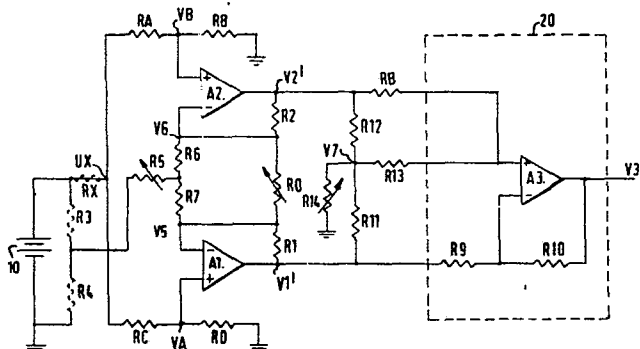 20
VB
RA
RB
V2'
R8
A2.
R2
V6
R12
UX
R5
R6
V7
V3
RX
R0
R13
A3.
R3
R7
R14
R11
V5
10
R4
A1.
R1
R9
R10
V1'
RC
VA
RD